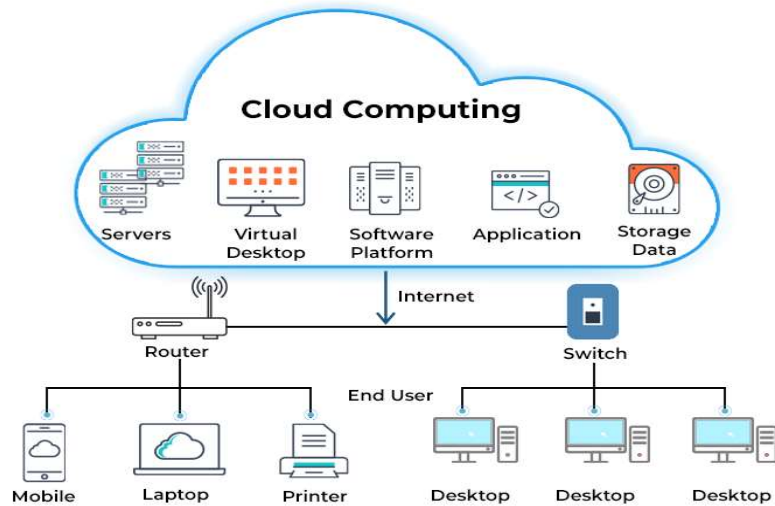 Cloud Computing
Servers
Virtual
Desktop
Software
Platform
</>
Application
Storage
Data
Internet
Router
Switch
End User
Mobile
Laptop
Printer
Desktop
Desktop
Desktop